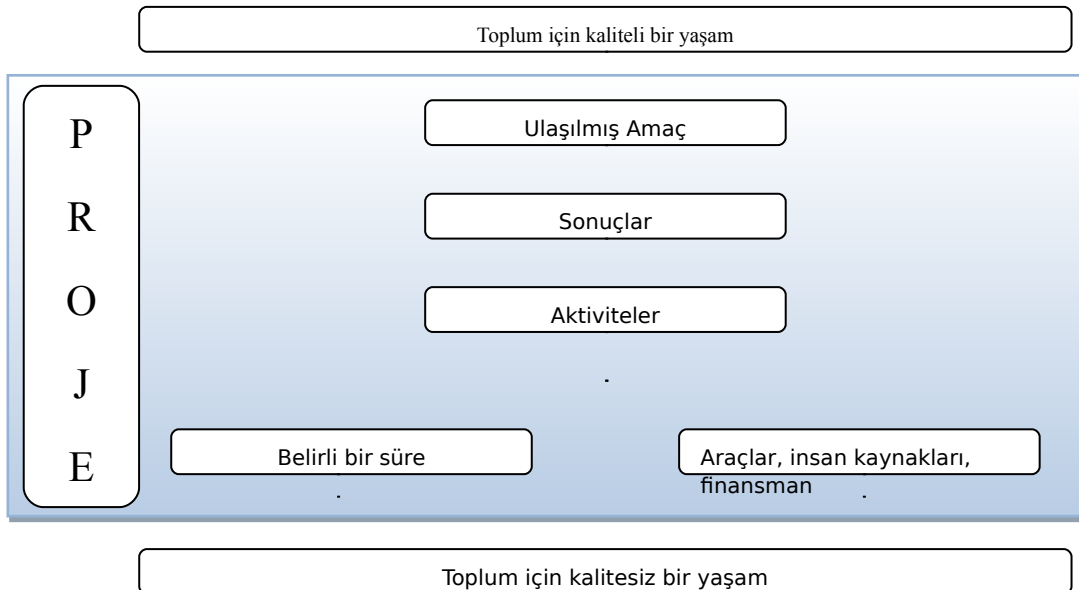 Toplum için kaliteli bir yaşam
P
R
O
J
E
Ulaşılmış Amaç
Sonuçlar
Aktiviteler
Belirli bir süre
Araçlar, insan kaynakları,
finansman
Toplum için kalitesiz bir yaşam